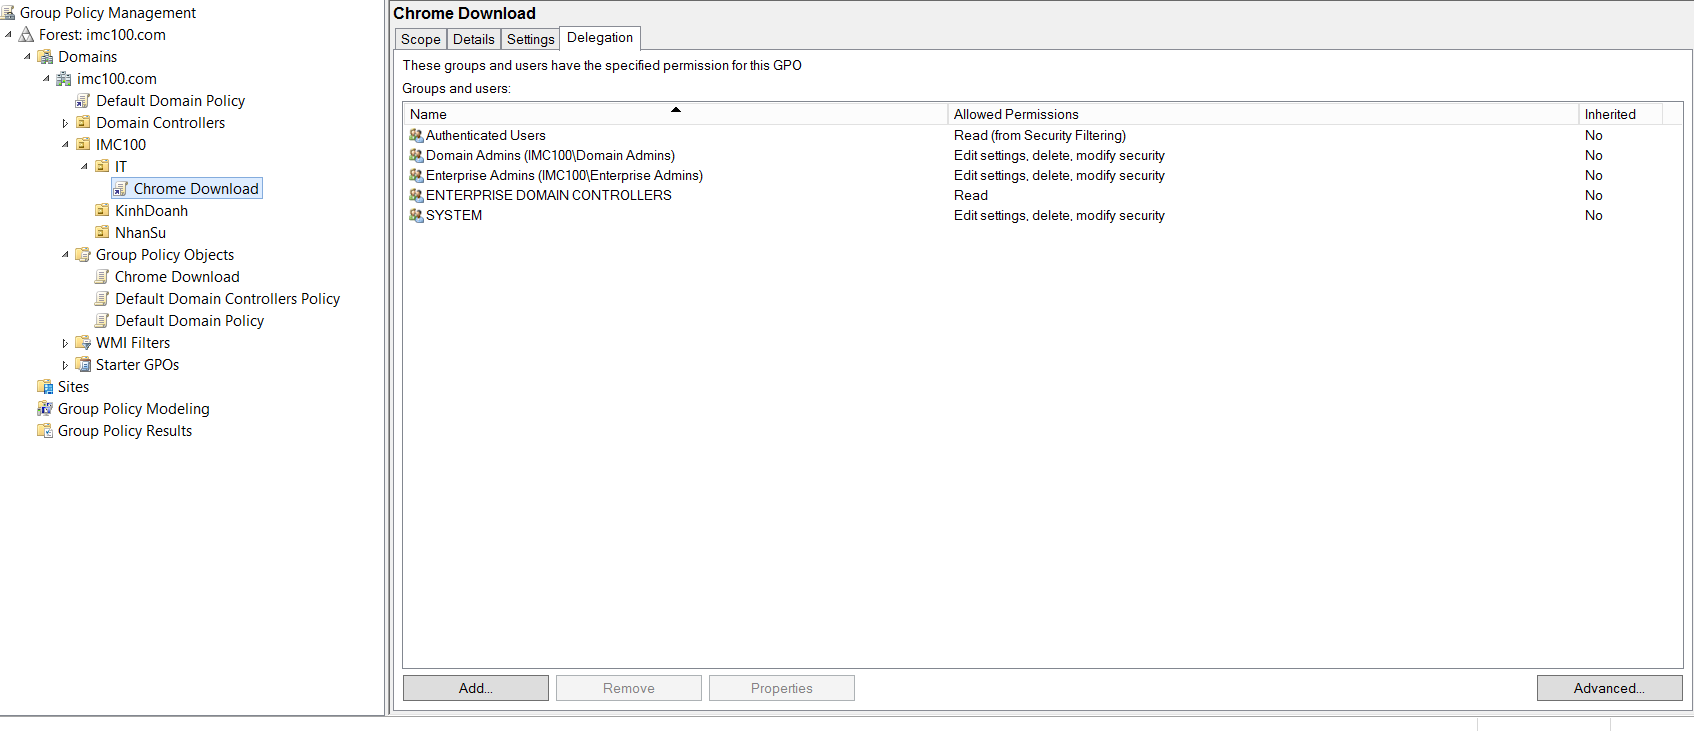 Group Policy Management
Forest: imc100.com
Domains
imc100.com
Default Domain Policy
Domain Controllers
IMC100
IT
Chrome Download
KinhDoanh
NhanSu
Group Policy Objects
Chrome Download
Default Domain Controllers Policy
Default Domain Policy
WMI Filters
Starter GPOs
Sites
Group Policy Modeling
Group Policy Results
Chrome Download
Scope Details Settings Delegation
These groups and users have the specified permission for this GPO
Groups and users:
Name Allowed Permissions Inherited
Authenticated Users Read (from Security Filtering) No
Domain Admins (IMC100\Domain Admins) Edit settings, delete, modify security No
Enterprise Admins (IMC100\Enterprise Admins) Edit settings, delete, modify security No
ENTERPRISE DOMAIN CONTROLLERS Read No
SYSTEM Edit settings, delete, modify security No
Add... Remove Properties Advanced...